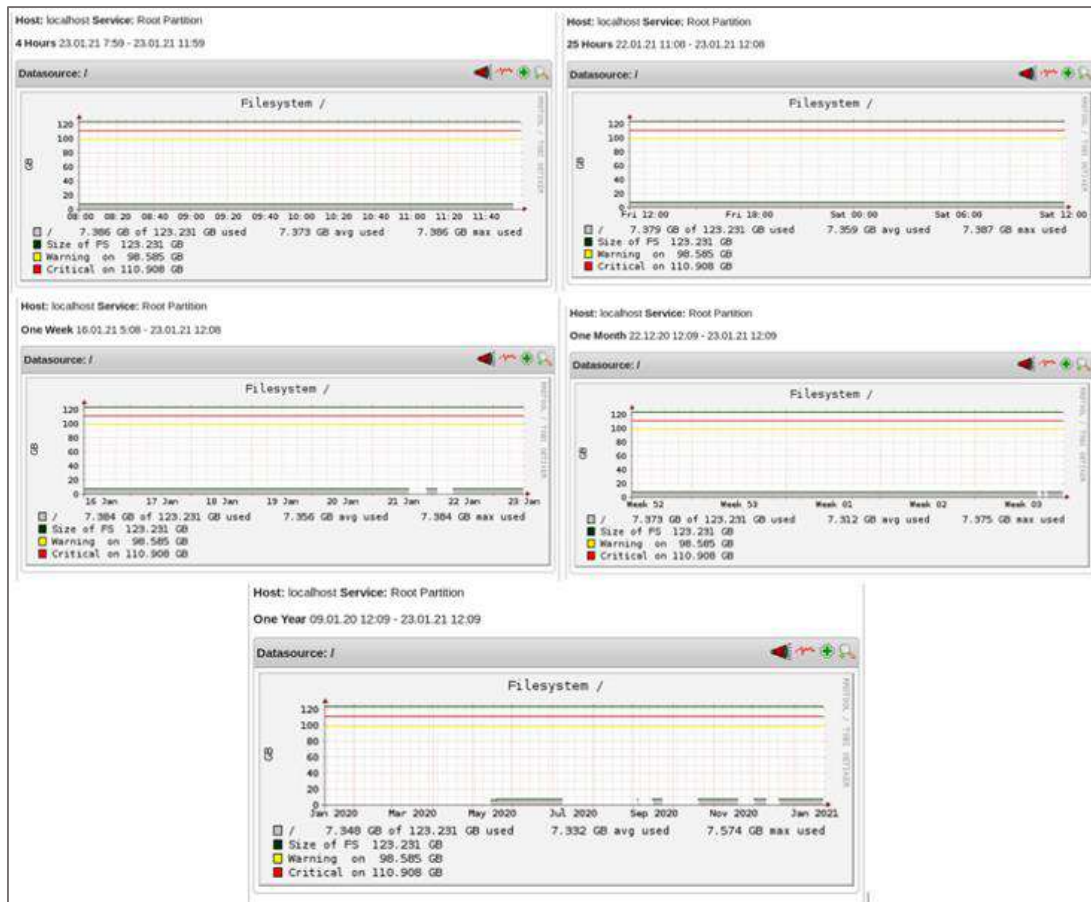 Host: localhost Service: Root Partition
4 Hours 23.01.21 7:59 - 23.01.21 11:59
Datasource: /
Filesystem /
120
100
80
60
40
20
0
GB
08:00 08:20 08:40 09:00 09:20 09:40 10:00 10:20 10:40 11:00 11:20 11:40
/ 7.386 GB of 123.231 GB used 7.373 GB avg used 7.386 GB max used
Size of FS 123.231 GB
Warning on 98.585 GB
Critical on 110.908 GB
Host: localhost Service: Root Partition
25 Hours 22.01.21 11:08 - 23.01.21 12:08
Datasource: /
Filesystem /
120
100
80
60
40
20
0
GB
Fri 12:00 Fri 18:00 Sat 00:00 Sat 06:00 Sat 12:00
/ 7.379 GB of 123.231 GB used 7.359 GB avg used 7.387 GB max used
Size of FS 123.231 GB
Warning on 98.585 GB
Critical on 110.908 GB
Host: localhost Service: Root Partition
One Week 16.01.21 5:08 - 23.01.21 12:08
Datasource: /
Filesystem /
120
100
80
60
40
20
0
GB
16 Jan 17 Jan 18 Jan 19 Jan 20 Jan 21 Jan 22 Jan 23 Jan
/ 7.384 GB of 123.231 GB used 7.356 GB avg used 7.384 GB max used
Size of FS 123.231 GB
Warning on 98.585 GB
Critical on 110.908 GB
Host: localhost Service: Root Partition
One Month 22.12.20 12:09 - 23.01.21 12:09
Datasource: /
Filesystem /
120
100
80
60
40
20
0
GB
Week 52 Week 53 Week 01 Week 02 Week 03
/ 7.373 GB of 123.231 GB used 7.312 GB avg used 7.375 GB max used
Size of FS 123.231 GB
Warning on 98.585 GB
Critical on 110.908 GB
Host: localhost Service: Root Partition
One Year 09.01.20 12:09 - 23.01.21 12:09
Datasource: /
Filesystem /
120
100
80
60
40
20
0
GB
Jan 2020 Mar 2020 May 2020 Jul 2020 Sep 2020 Nov 2020 Jan 2021
/ 7.348 GB of 123.231 GB used 7.332 GB avg used 7.574 GB max used
Size of FS 123.231 GB
Warning on 98.585 GB
Critical on 110.908 GB